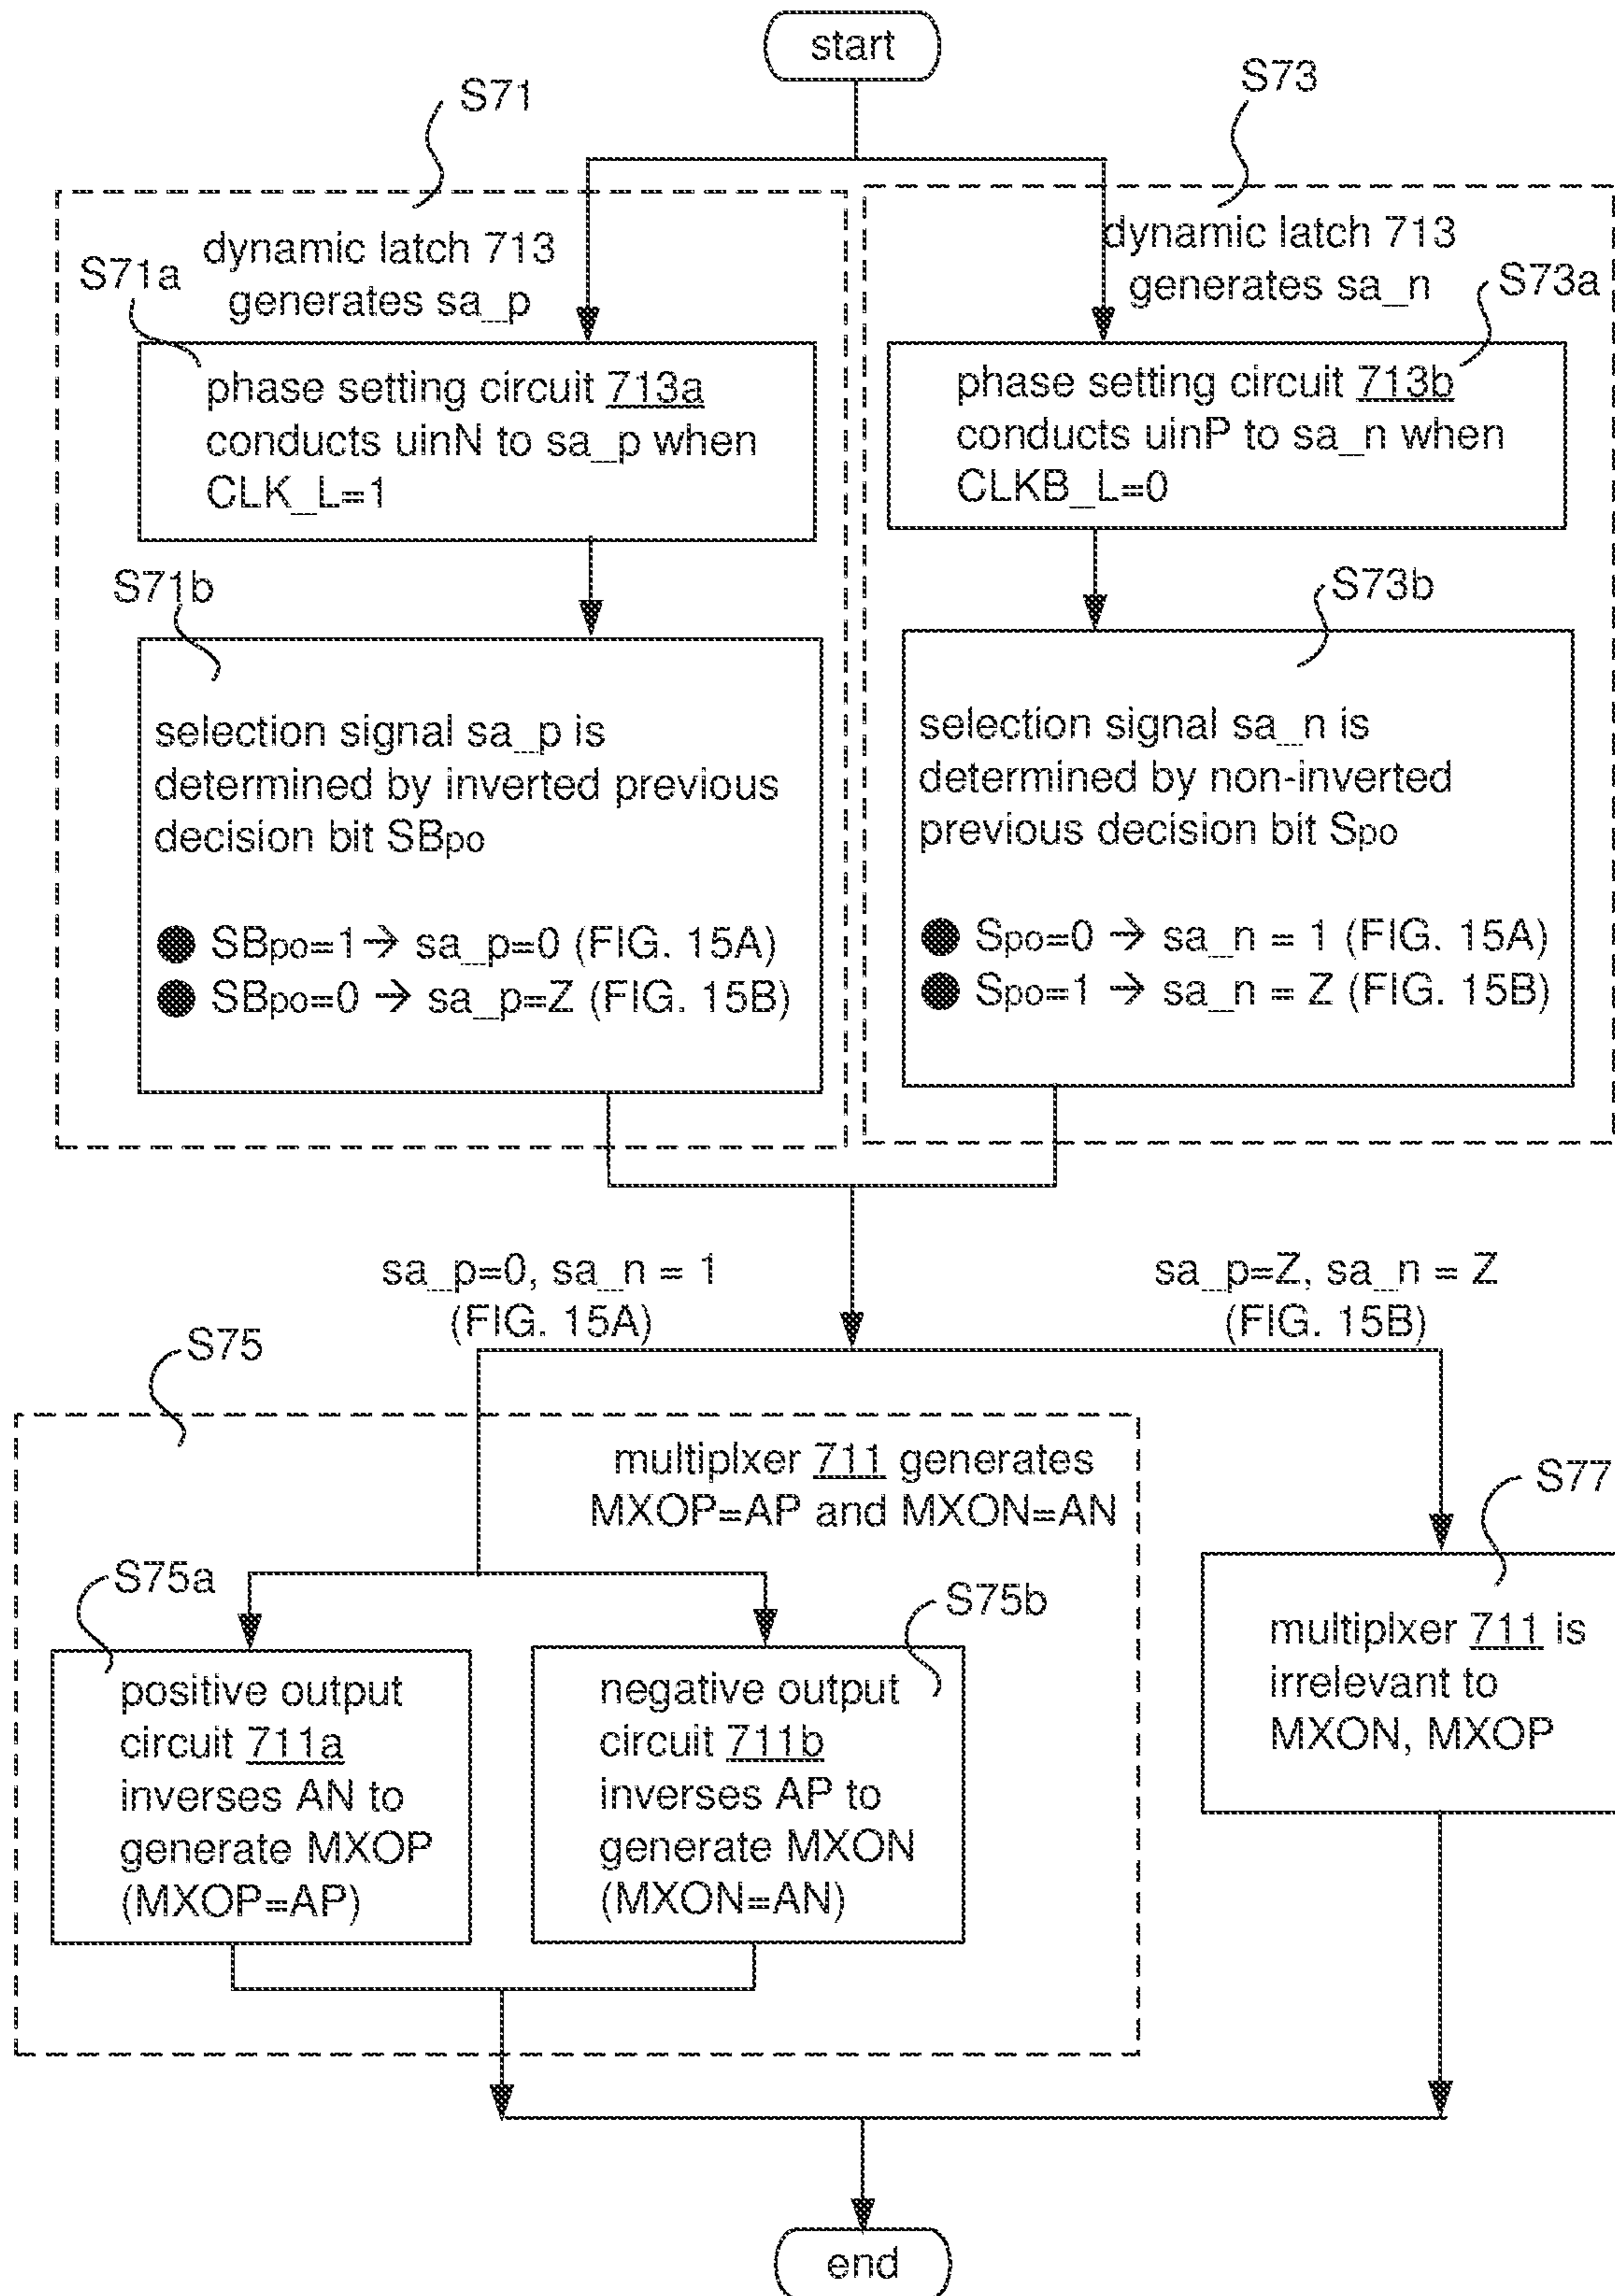 start
S71
S73
dynamic latch 713
generates sa_p
dynamic latch 713
generates sa_n
S71a
S73a
phase setting circuit 713a
conducts uinN to sa_p when
CLK_L=1
phase setting circuit 713b
conducts uinP to sa_n when
CLKB_L=0
S71b
S73b
selection signal sa_p is
determined by inverted previous
decision bit SBpo
● SBpo=1→ sa_p=0 (FIG. 15A)
● SBpo=0 → sa_p=Z (FIG. 15B)
selection signal sa_n is
determined by non-inverted
previous decision bit Spo
● Spo=0 → sa_n = 1 (FIG. 15A)
● Spo=1 → sa_n = Z (FIG. 15B)
sa_p=0, sa_n = 1
(FIG. 15A)
sa_p=Z, sa_n = Z
(FIG. 15B)
S75
multiplxer 711 generates
MXOP=AP and MXON=AN
S77
S75a
S75b
positive output
circuit 711a
inverses AN to
generate MXOP
(MXOP=AP)
negative output
circuit 711b
inverses AP to
generate MXON
(MXON=AN)
multiplxer 711 is
irrelevant to
MXON, MXOP
end